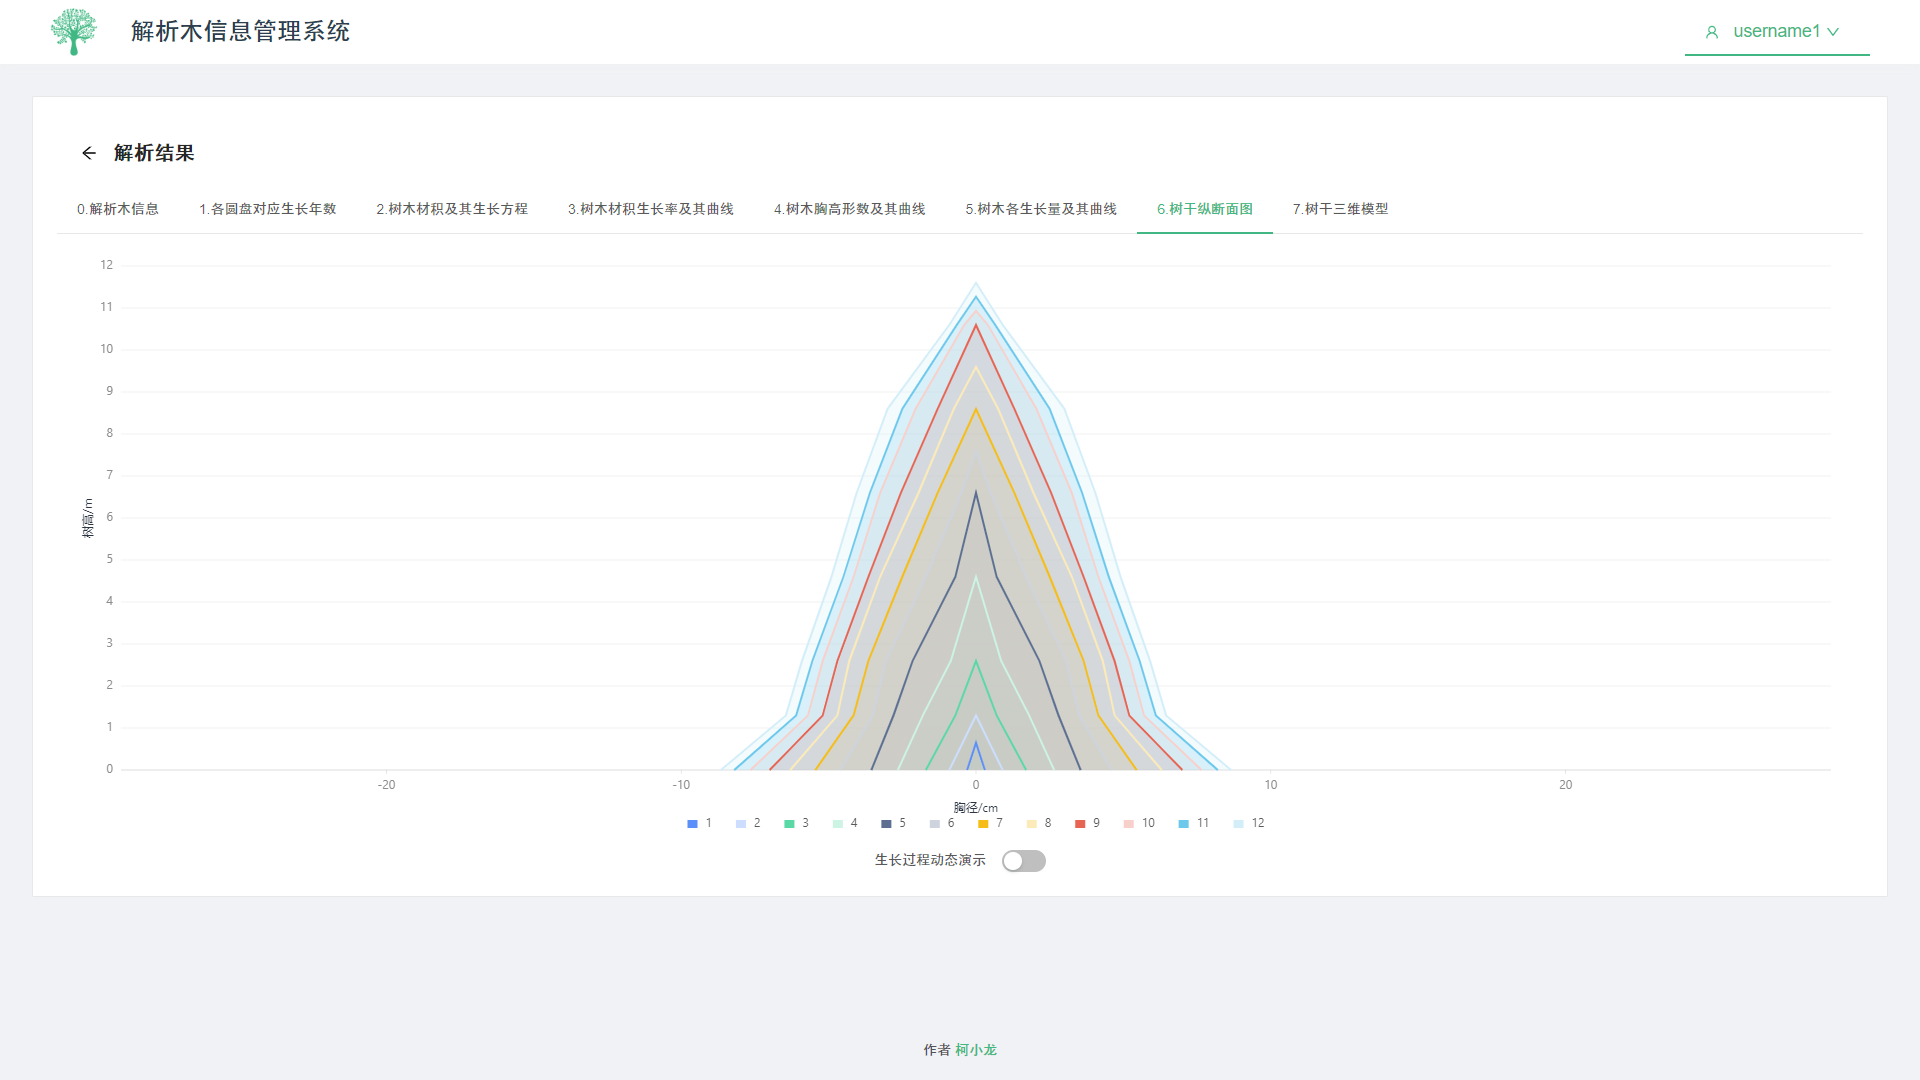 解析木信息管理系统
username1
解析结果
0.解析木信息 1.各圆盘对应生长年数 2.树木材积及其生长方程 3.树木材积生长率及其曲线 4.树木胸高形数及其曲线 5.树木各生长量及其曲线 6.树干纵断面图 7.树干三维模型
12
11
10
9
8
7
6
5
4
3
2
1
0
树高/m
-20 -10 0 10 20
胸径/cm
1 2 3 4 5 6 7 8 9 10 11 12
生长过程动态演示
作者 柯小龙